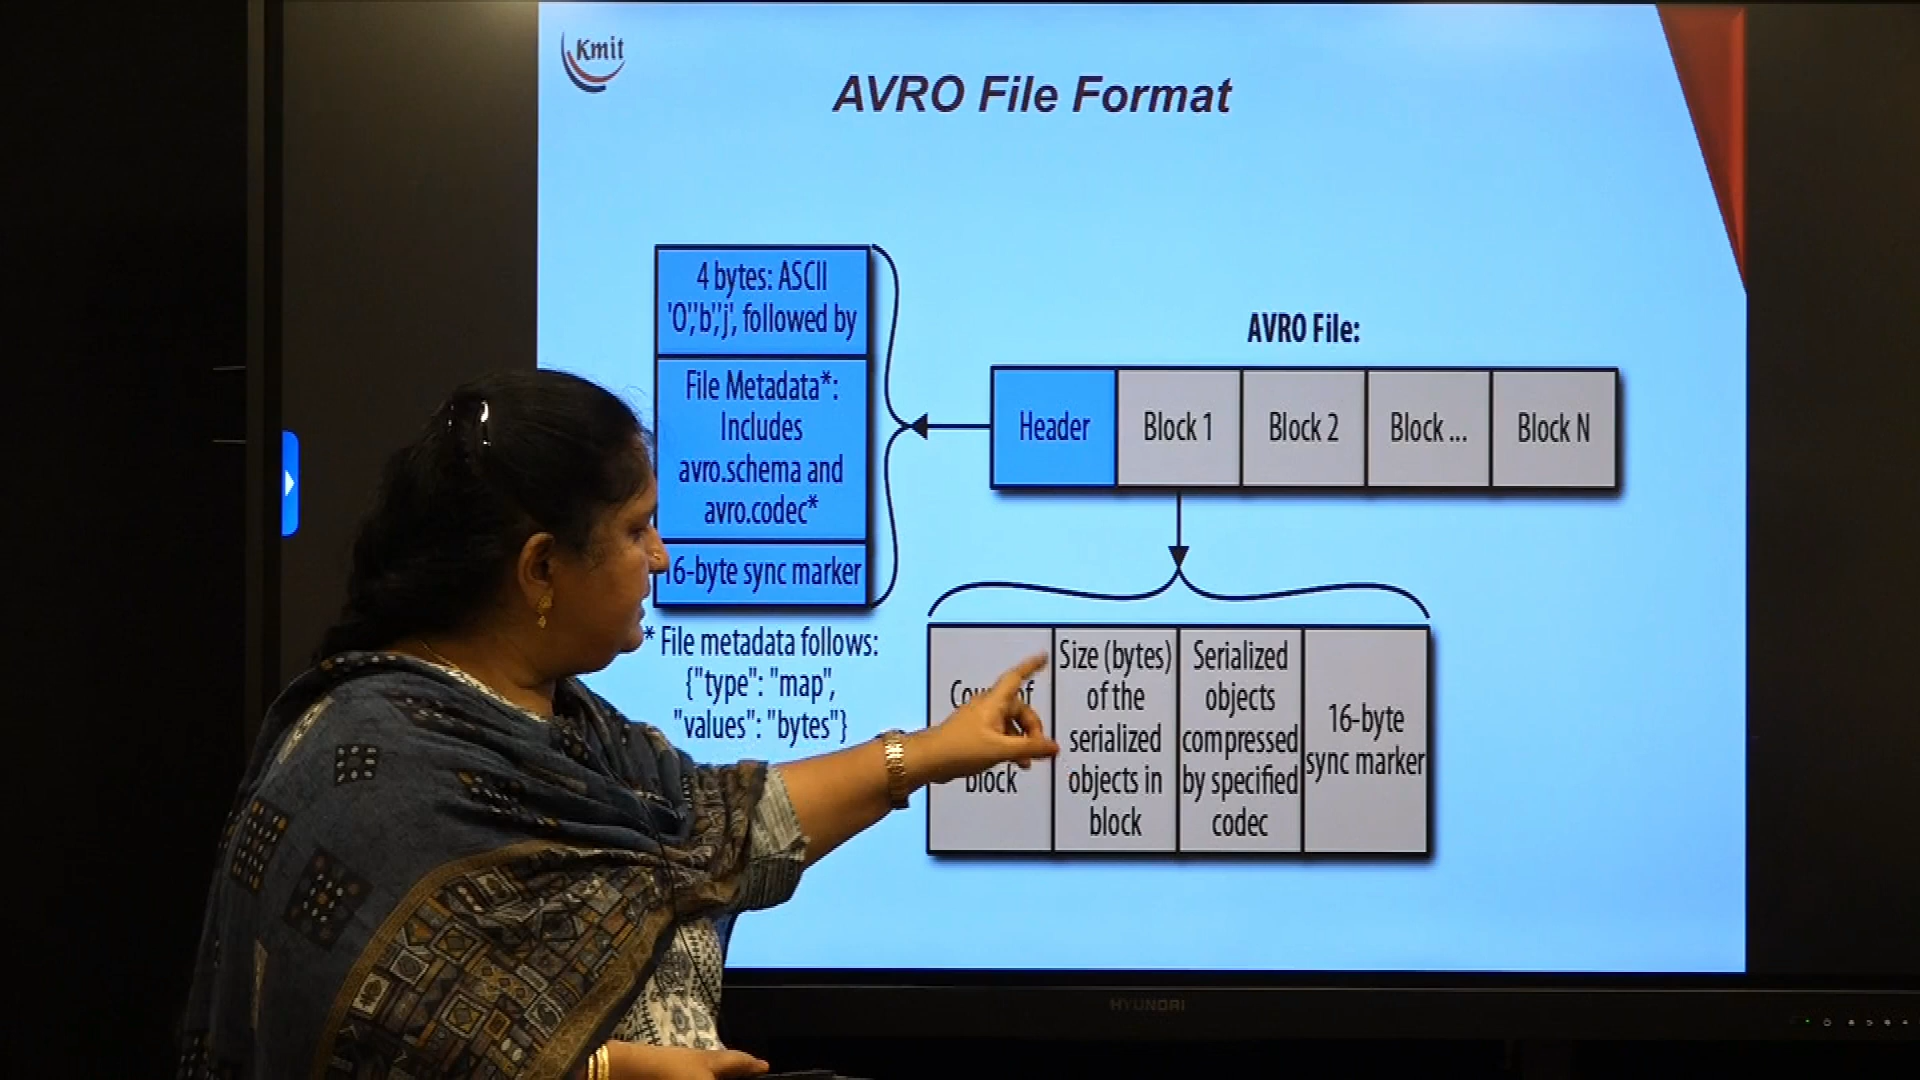 Kmit
AVRO File Format
4 bytes: ASCII
'O','b','j', followed by
File Metadata*:
Includes
avro.schema and
avro.codec*
16-byte sync marker
* File metadata follows:
{"type": "map",
"values": "bytes"}
AVRO File:
Header
Block 1
Block 2
Block ...
Block N
of
block
Size (bytes)
of the
serialized
objects in
block
Serialized
objects
compressed
by specified
codec
16-byte
sync marker
HYUNDAI